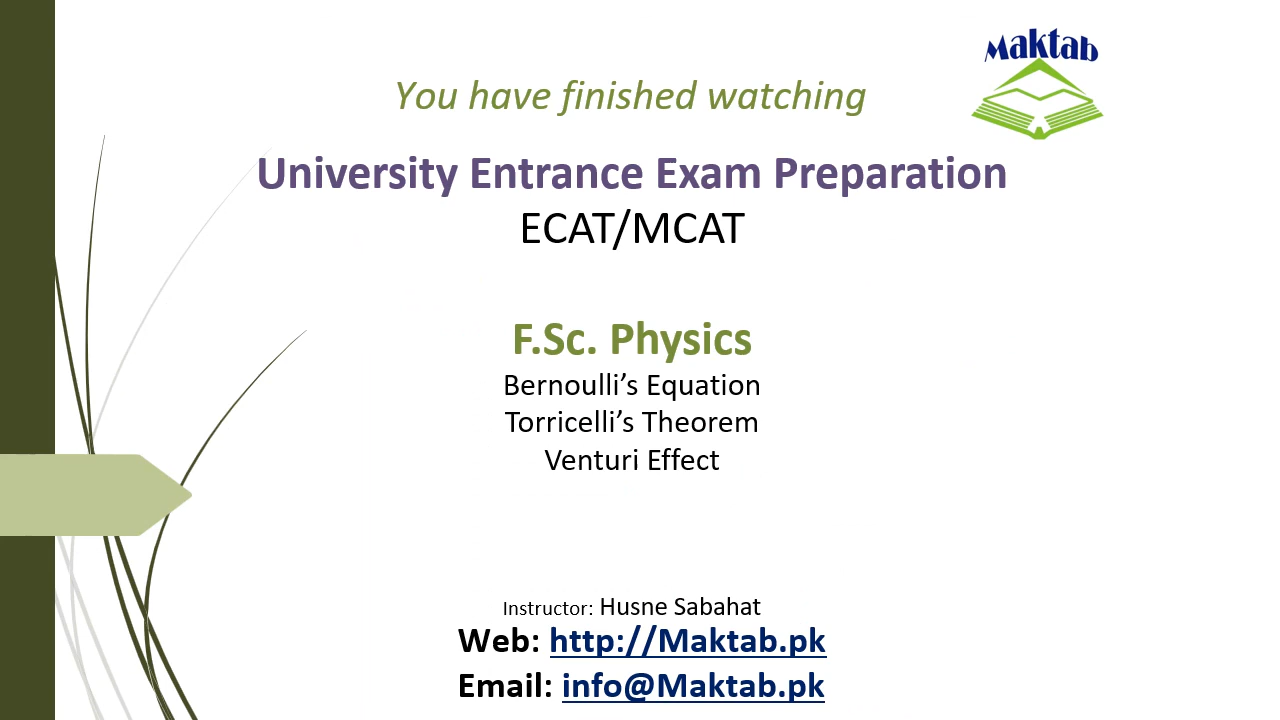 Maktab
You have finished watching
University Entrance Exam Preparation
ECAT/MCAT
F.Sc. Physics
Bernoulli’s Equation
Torricelli’s Theorem
Venturi Effect
Instructor: Husne Sabahat
Web: http://Maktab.pk
Email: info@Maktab.pk